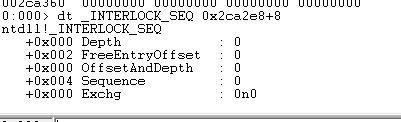 002ca360 00000000 00000000 00000000 00000000
0:000> dt _INTERLOCK_SEQ 0x2ca2e8+8
ntdll!_INTERLOCK_SEQ
+0x000 Depth : 0
+0x002 FreeEntryOffset : 0
+0x000 OffsetAndDepth : 0
+0x004 Sequence : 0
+0x000 Exchg : 0n0